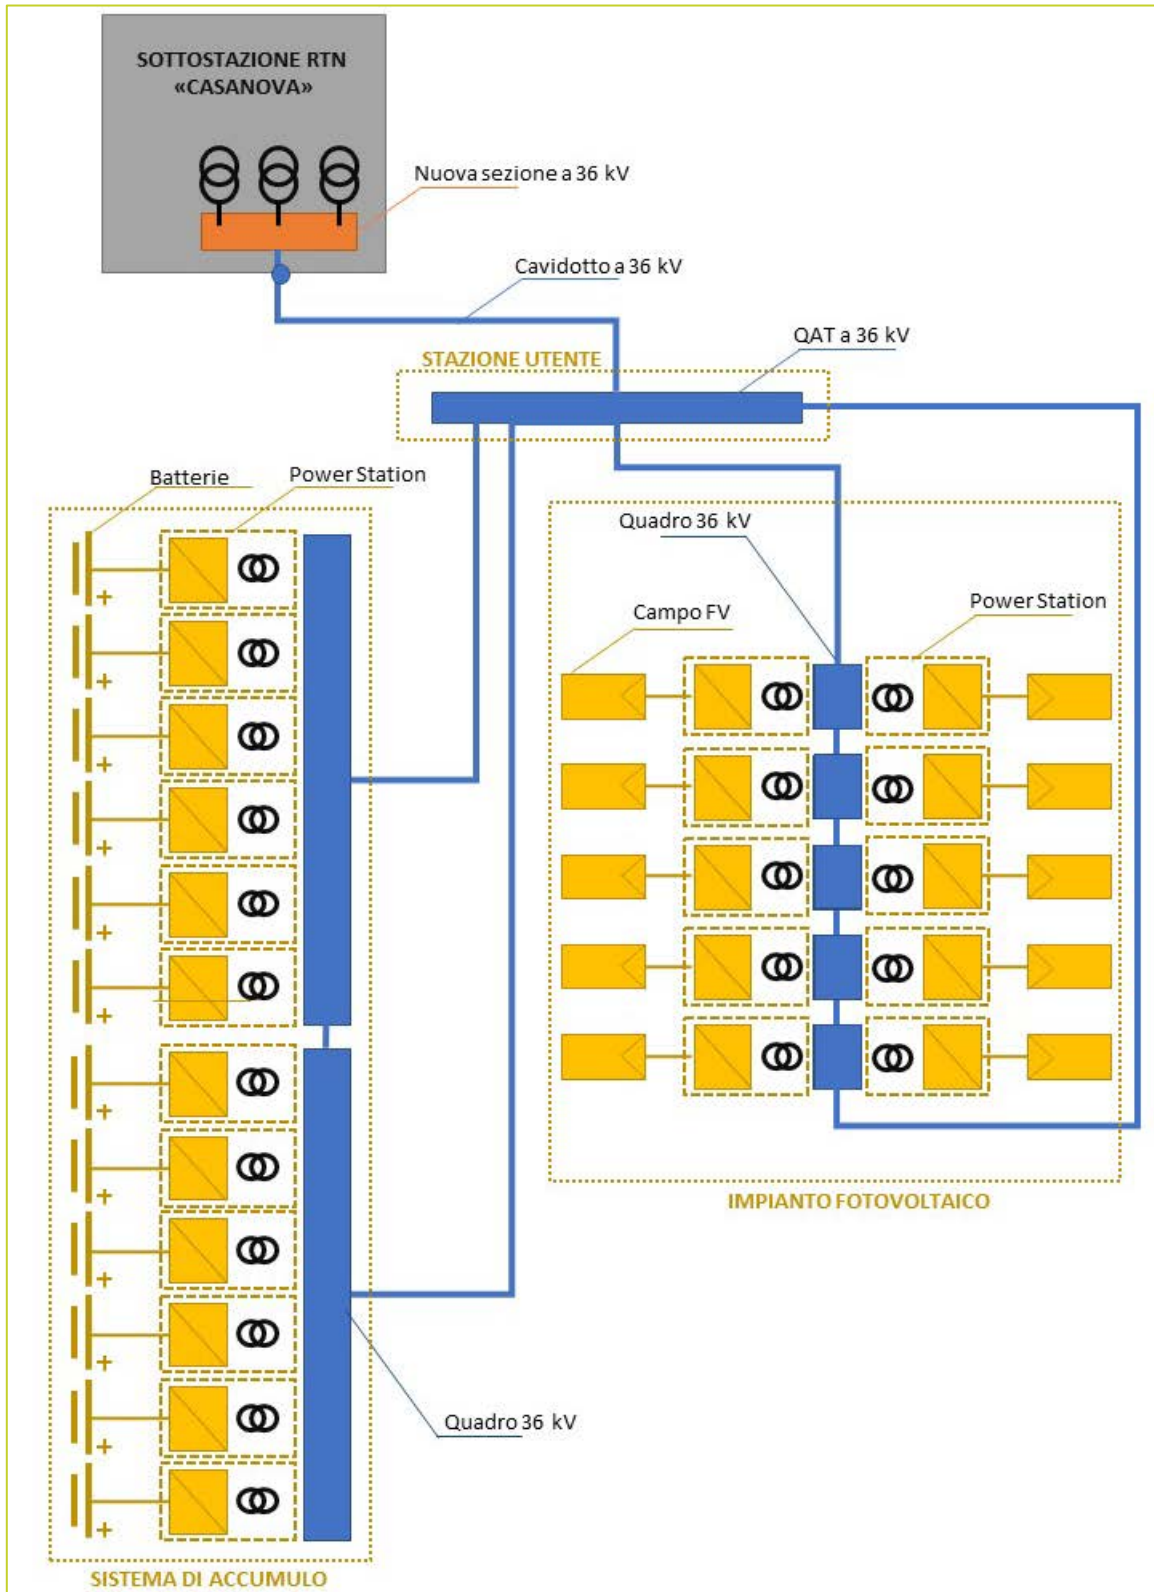 SOTTOSTAZIONE RTN
«CASANOVA»
Nuova sezione a 36 kV
Cavidotto a 36 kV
QAT a 36 kV
STAZIONE UTENTE
Batterie
Power Station
Quadro 36 kV
Campo FV
Power Station
IMPIANTO FOTOVOLTAICO
Quadro 36 kV
SISTEMA DI ACCUMULO